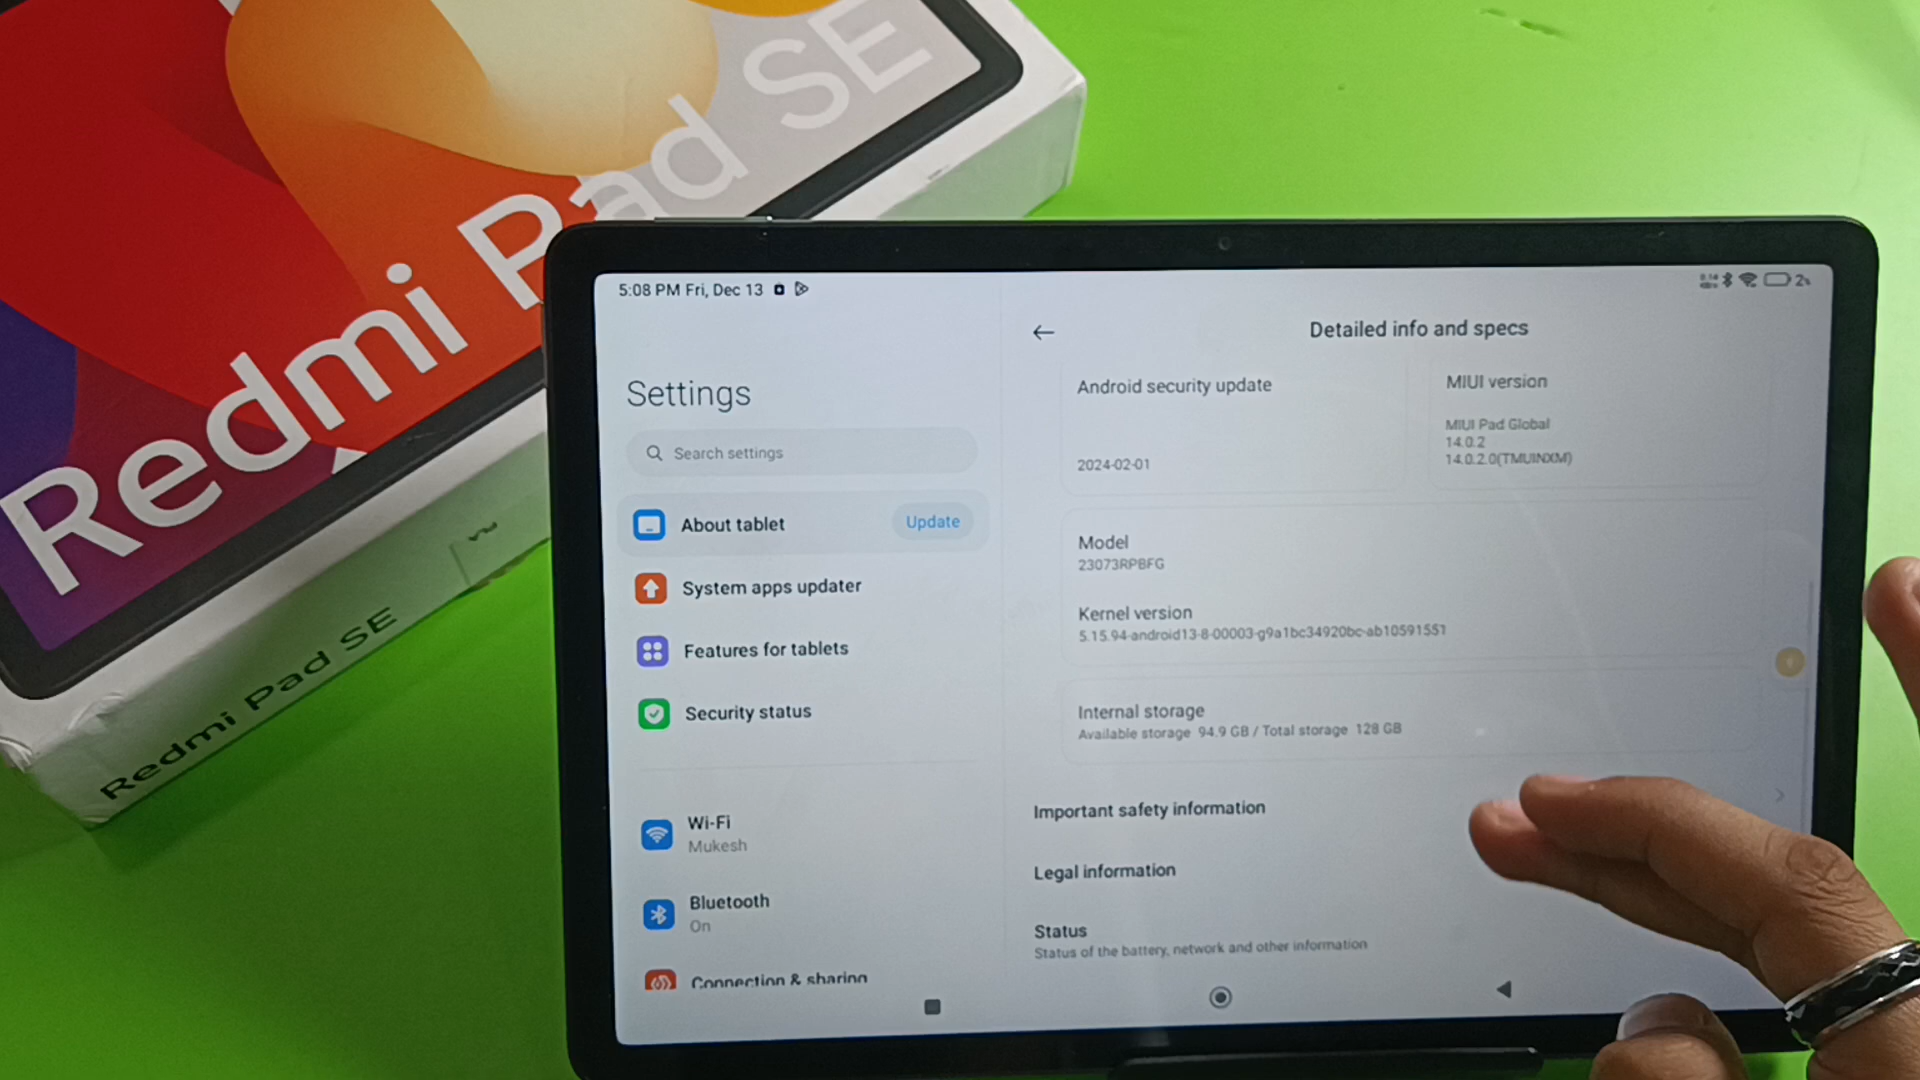 Redmi Pad SE
Redmi Pad SE
5:08 PM Fri, Dec 13
Settings
Search settings
About tablet
Update
System apps updater
Features for tablets
Security status
Wi-Fi
Mukesh
Bluetooth
On
Connection & sharing
Detailed info and specs
Android security update
2024-02-01
MIUI version
MIUI Pad Global
14.0.2
14.0.2.0(TMUINXM)
Model
23073RPBFG
Kernel version
5.15.94-android13-8-00003-g9a1bc34920bc-ab10591551
Internal storage
Available storage 94.9 GB / Total storage 128 GB
Important safety information
Legal information
Status
Status of the battery, network and other information